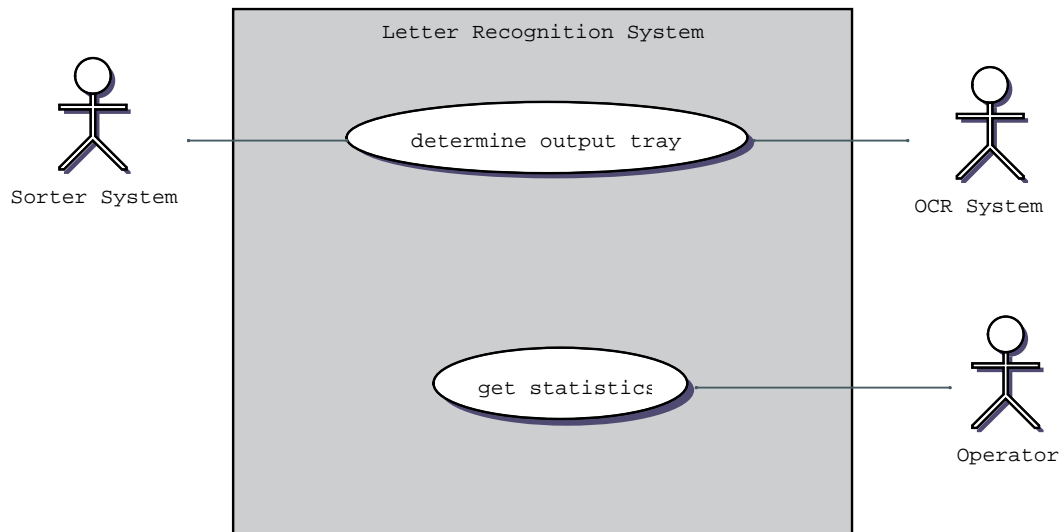 Letter Recognition System
determine output tray
Sorter System
OCR System
get statistics
Operator